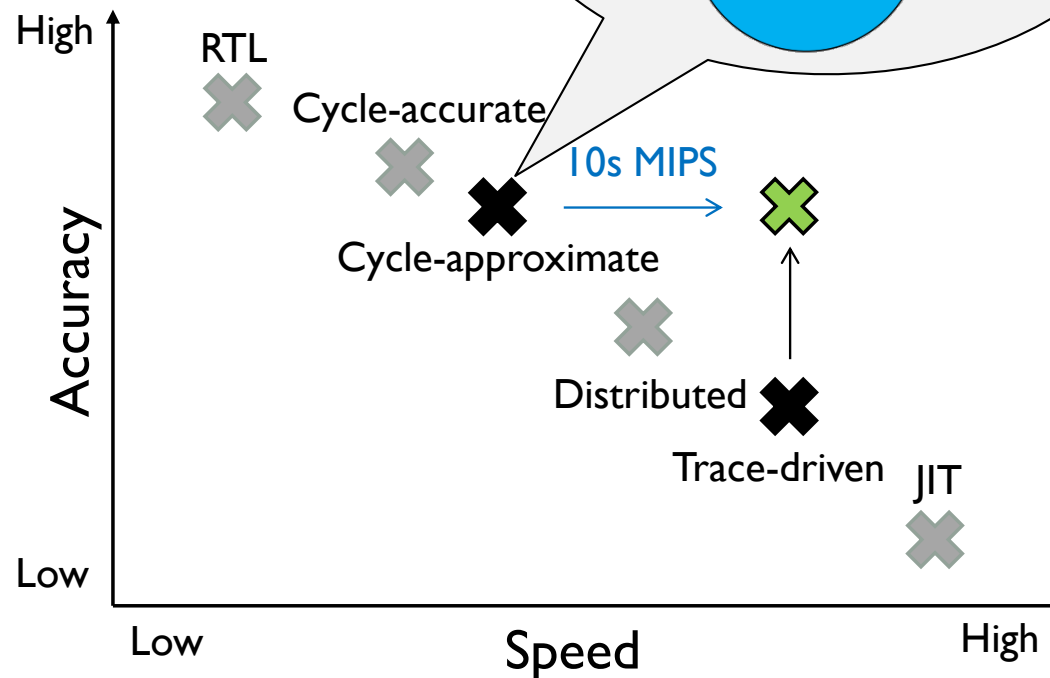 High
RTL
Cycle-accurate
10s MIPS
Cycle-approximate
Accuracy
Distributed
Trace-driven
JIT
Low
Low
Speed
High